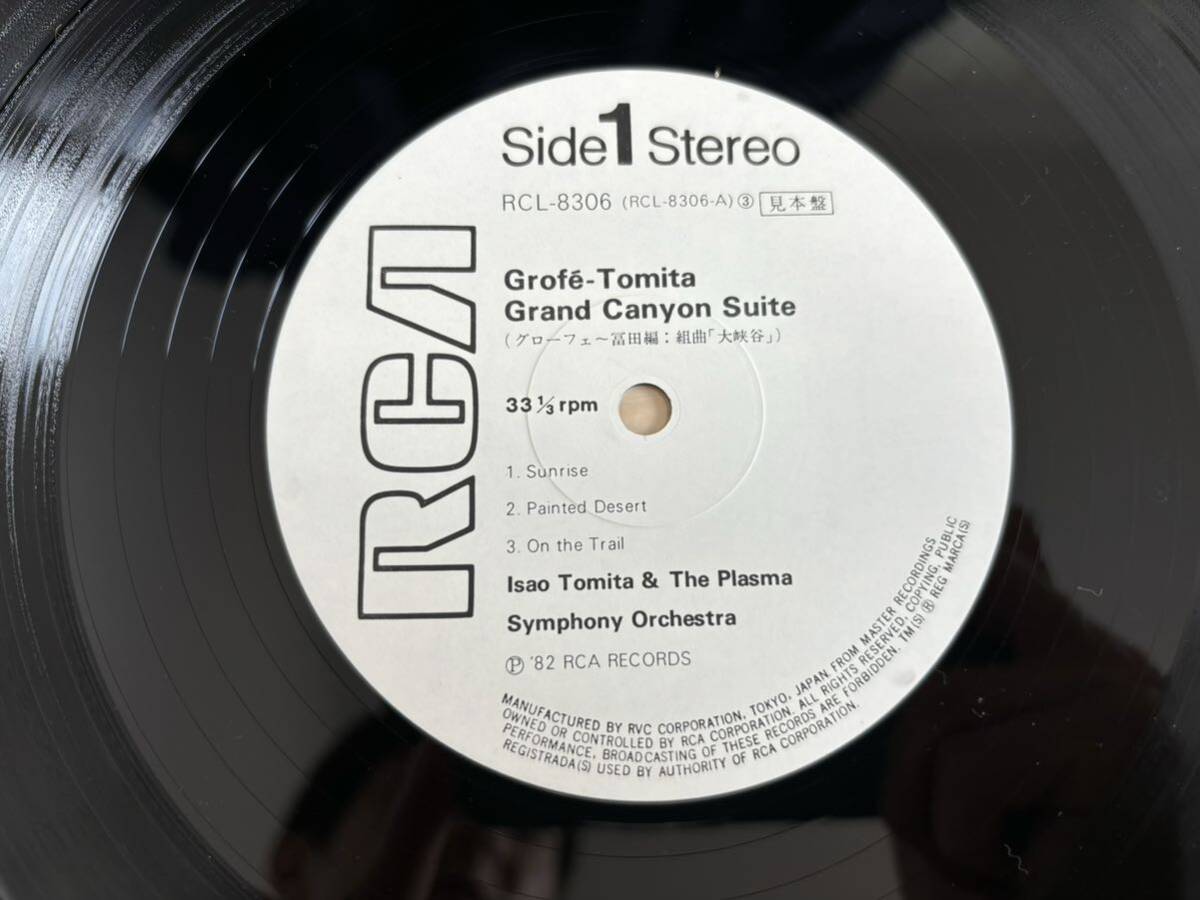 Side 1 Stereo
RCL-8306 (RCL-8306-A) ③ 見本盤
RCA
Grofé-Tomita
Grand Canyon Suite
(グローフェ～冨田編：組曲「大峡谷」)
33 ⅓ rpm
1. Sunrise
2. Painted Desert
3. On the Trail
Isao Tomita & The Plasma
Symphony Orchestra
Ⓟ '82 RCA RECORDS
MANUFACTURED BY RVC CORPORATION, TOKYO, JAPAN FROM MASTER RECORDINGS
OWNED OR CONTROLLED BY RCA CORPORATION. ALL RIGHTS RESERVED, COPYING, PUBLIC
PERFORMANCE, BROADCASTING OF THESE RECORDS ARE FORBIDDEN. TM(S) ® REG MARCA(S)
REGISTRADA(S) USED BY AUTHORITY OF RCA CORPORATION.